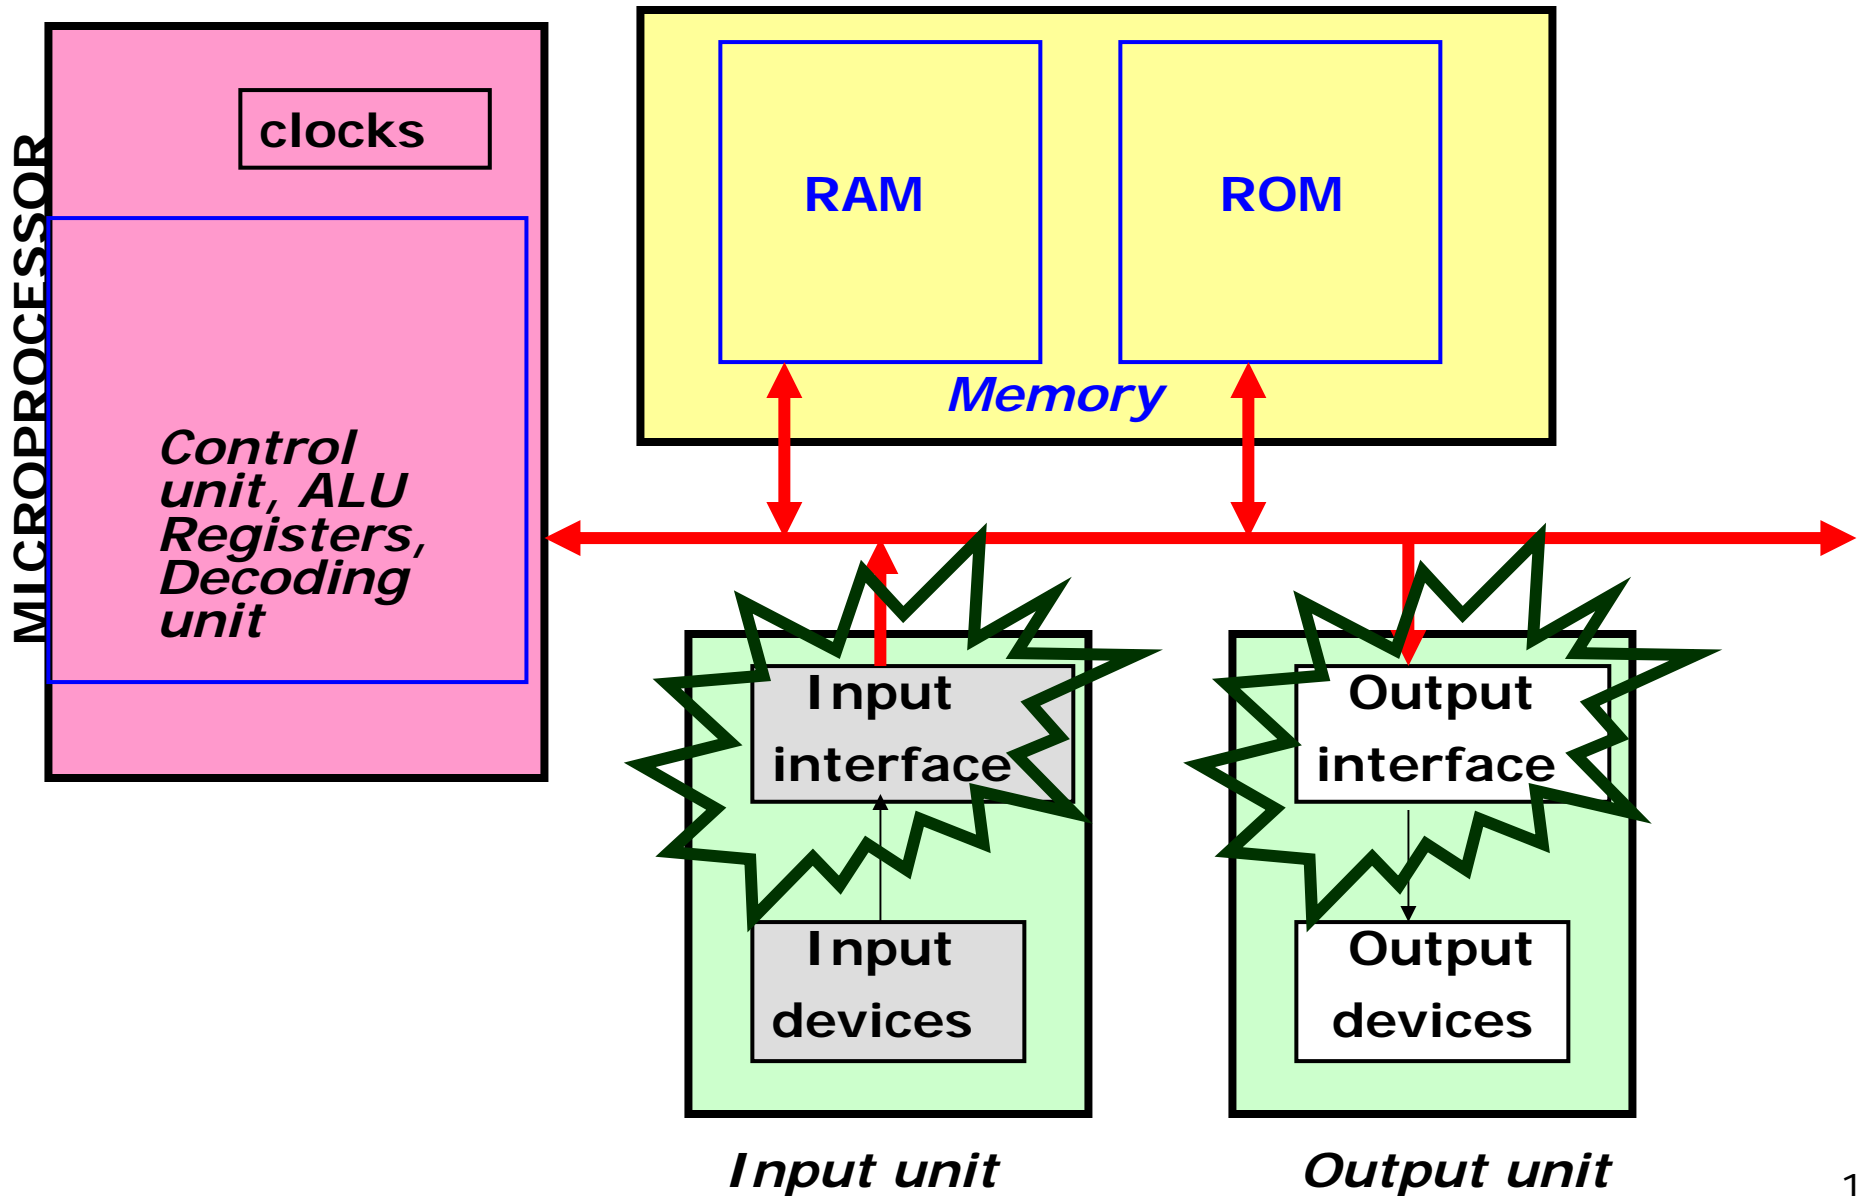 MICROPROCESSOR
clocks
Control
unit, ALU
Registers,
Decoding
unit
RAM
ROM
Memory
Input
interface
Input
devices
Input unit
Output
interface
Output
devices
Output unit
1